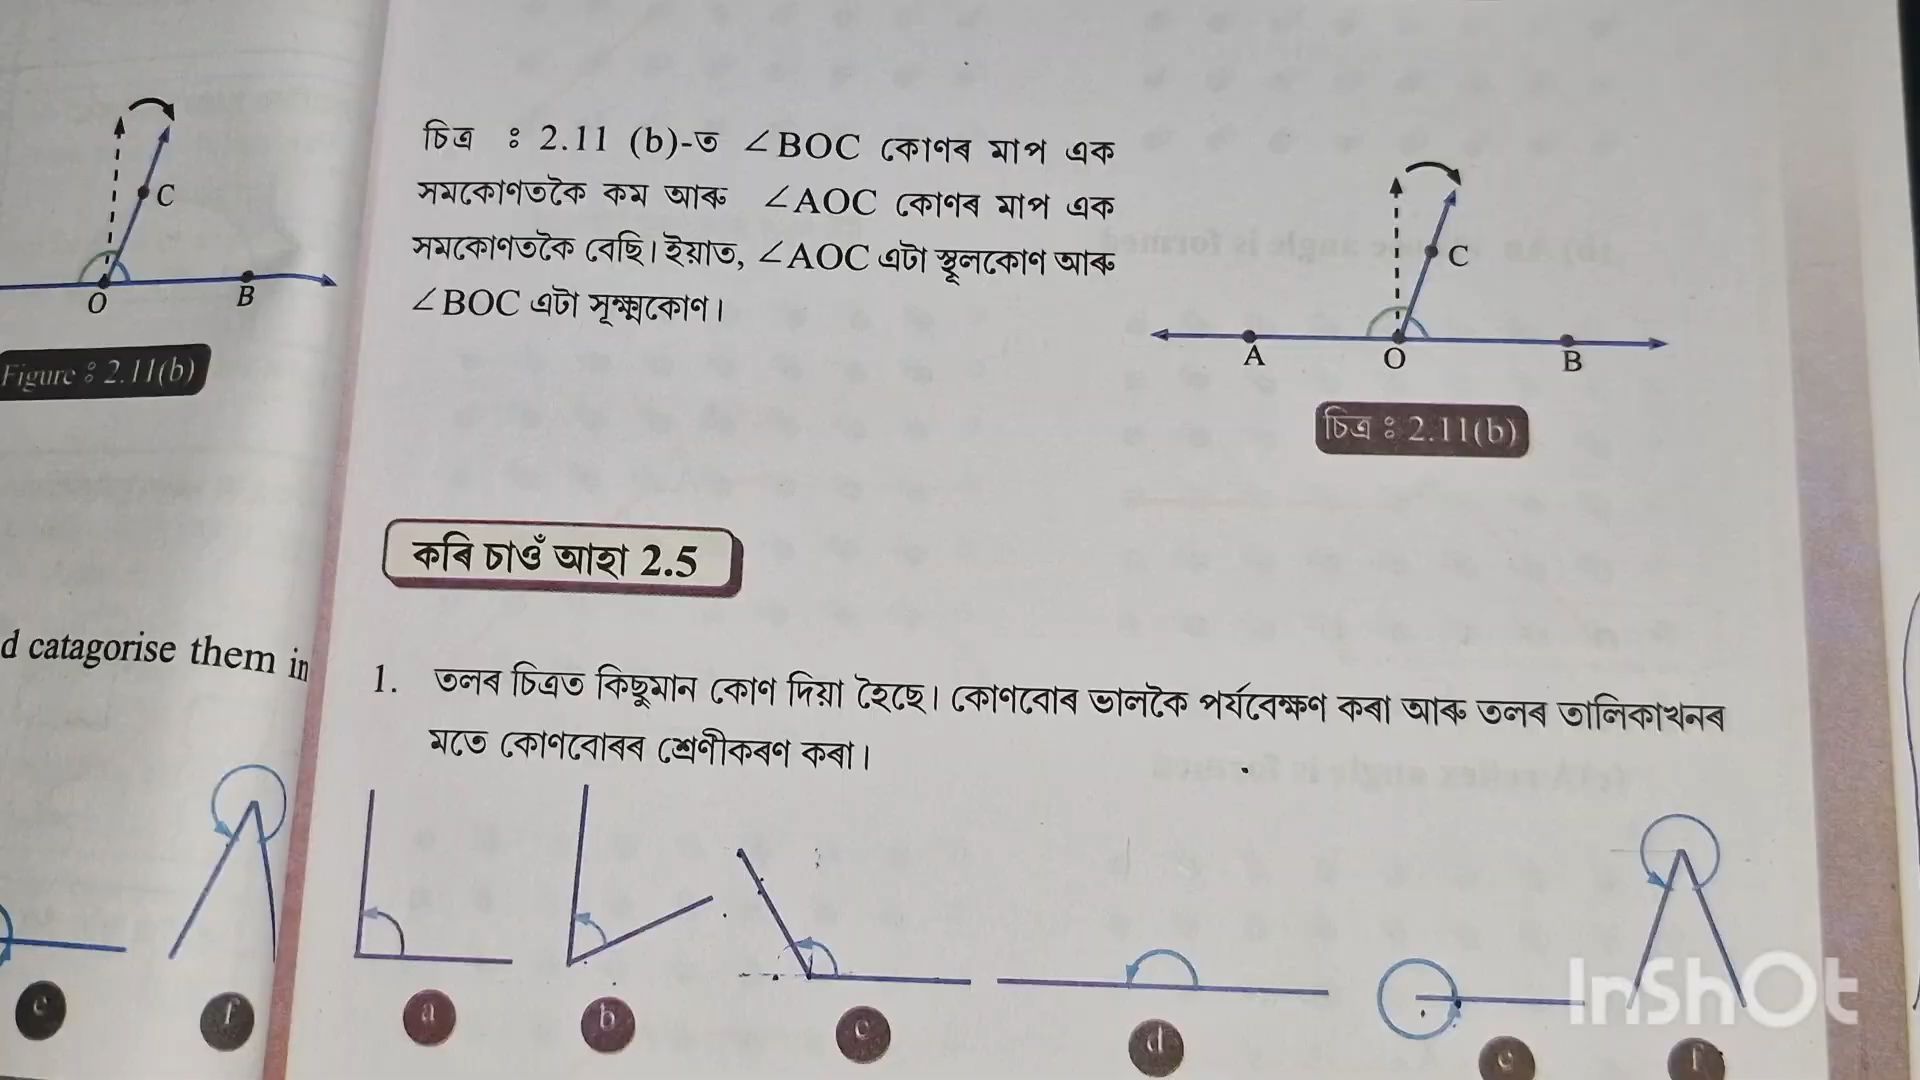 C
O
B
Figure : 2.11(b)
d catagorise them in
e
f
চিত্ৰ ঃ 2.11 (b)-ত ∠BOC কোণৰ মাপ এক
সমকোণতকৈ কম আৰু ∠AOC কোণৰ মাপ এক
সমকোণতকৈ বেছি। ইয়াত, ∠AOC এটা স্থূলকোণ আৰু
∠BOC এটা সূক্ষ্মকোণ।
C
A
O
B
চিত্ৰ ঃ 2.11(b)
কৰি চাওঁ আহা 2.5
1. তলৰ চিত্ৰত কিছুমান কোণ দিয়া হৈছে। কোণবোৰ ভালকৈ পৰ্যবেক্ষণ কৰা আৰু তলৰ তালিকাখনৰ
মতে কোণবোৰৰ শ্ৰেণীকৰণ কৰা।
a
b
c
d
e
f
InShOt